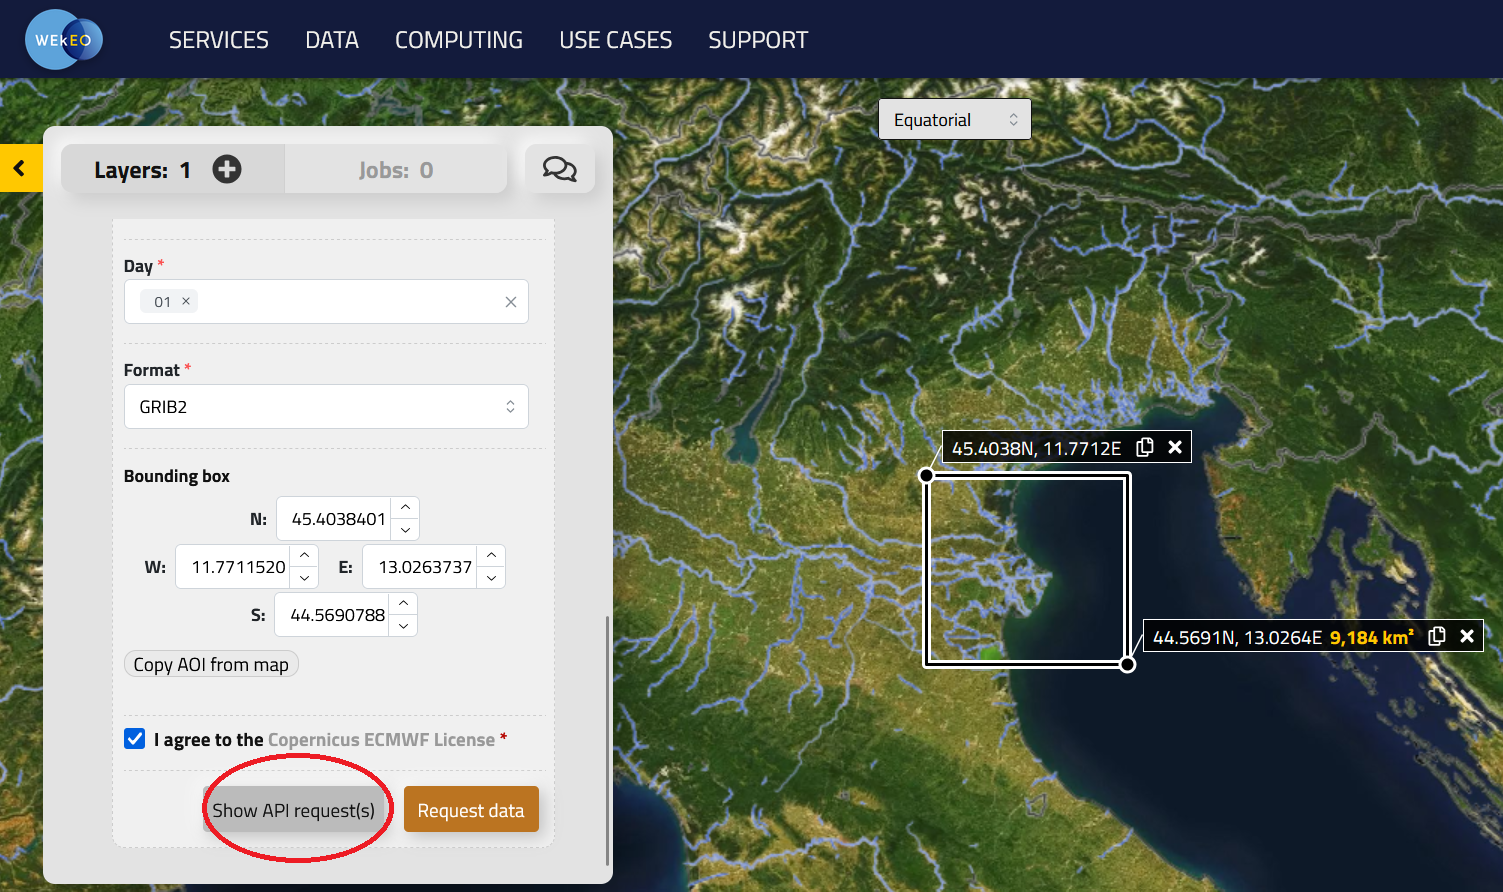 WEkEO SERVICES DATA COMPUTING USE CASES SUPPORT
Equatorial
Layers: 1 Jobs: 0
Day *
01 ×
Format *
GRIB2
Bounding box
N: 45.4038401
W: 11.7711520 E: 13.0263737
S: 44.5690788
Copy AOI from map
I agree to the Copernicus ECMWF License *
Show API request(s) Request data
45.4038N, 11.7712E
44.5691N, 13.0264E 9,184 km²